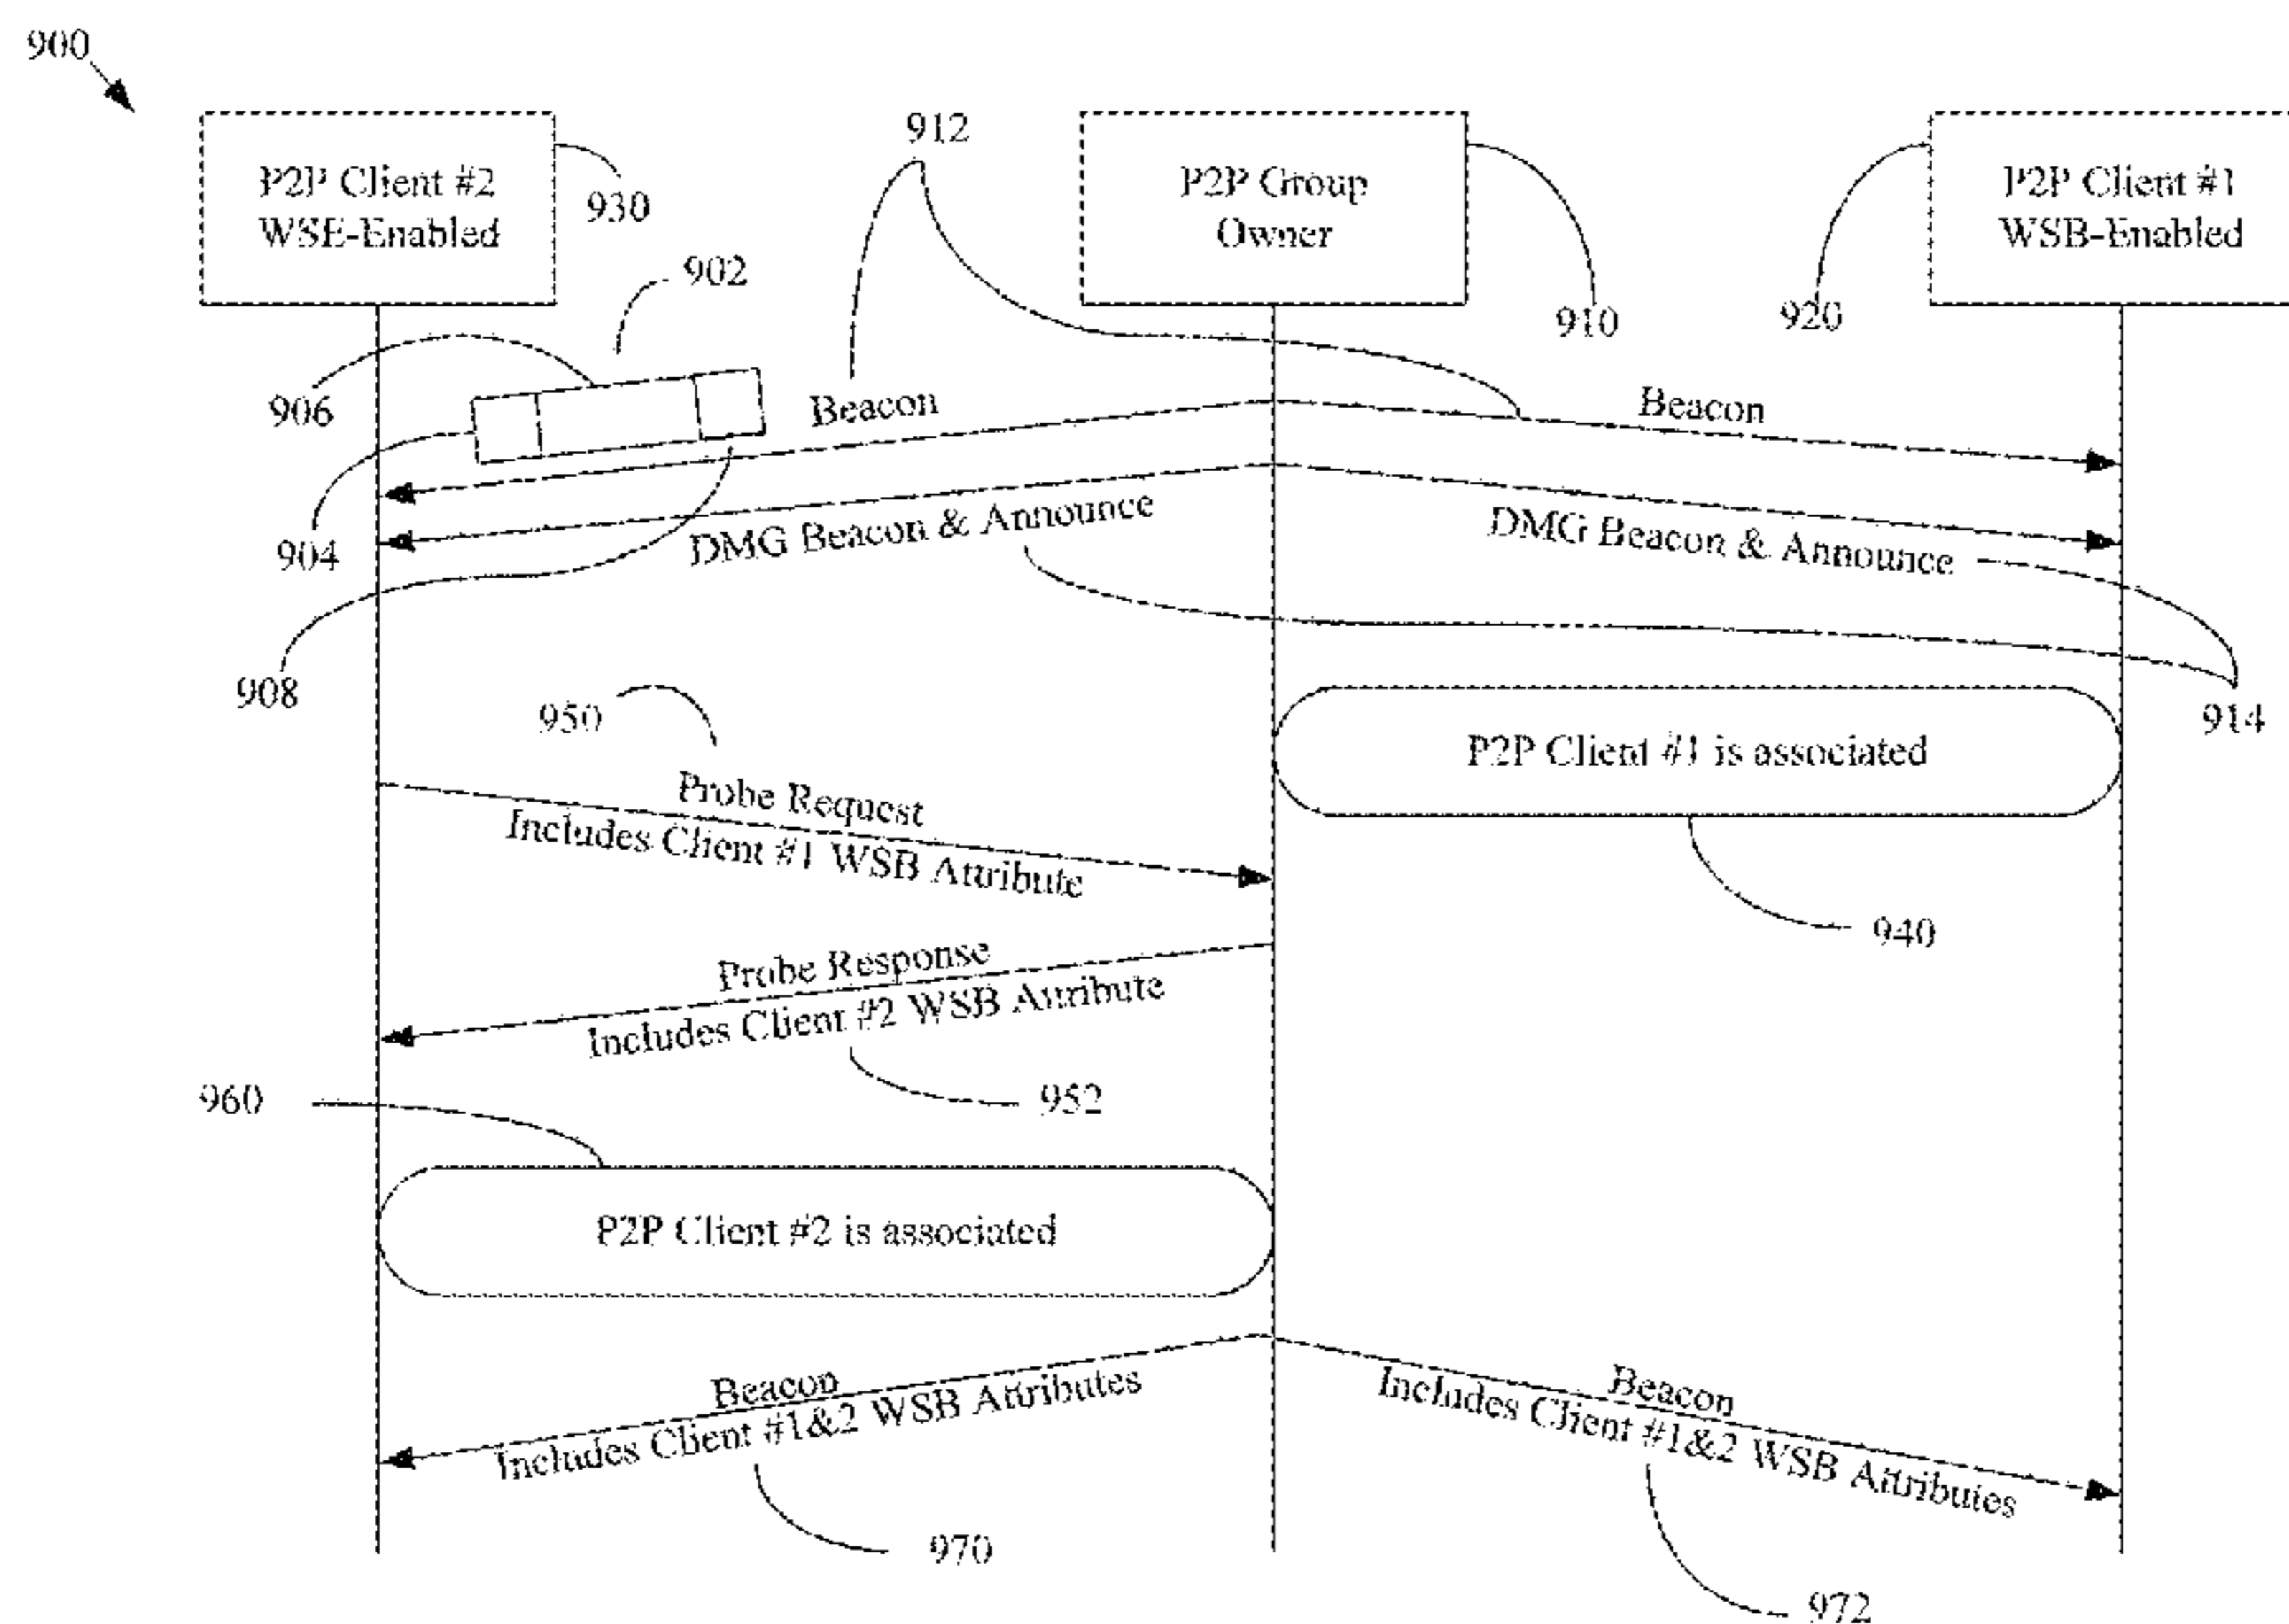 900
P2P Client #2
WSE-Enabled
930
912
P2P Group
Owner
910
P2P Client #1
WSB-Enabled
920
902
906
904
908
Beacon
Beacon
DMG Beacon & Announce
DMG Beacon & Announce
914
950
Probe Request
Includes Client #1 WSB Attribute
P2P Client #1 is associated
940
Probe Response
Includes Client #2 WSB Attribute
952
960
P2P Client #2 is associated
Beacon
Includes Client #1&2 WSB Attributes
970
Beacon
Includes Client #1&2 WSB Attributes
972